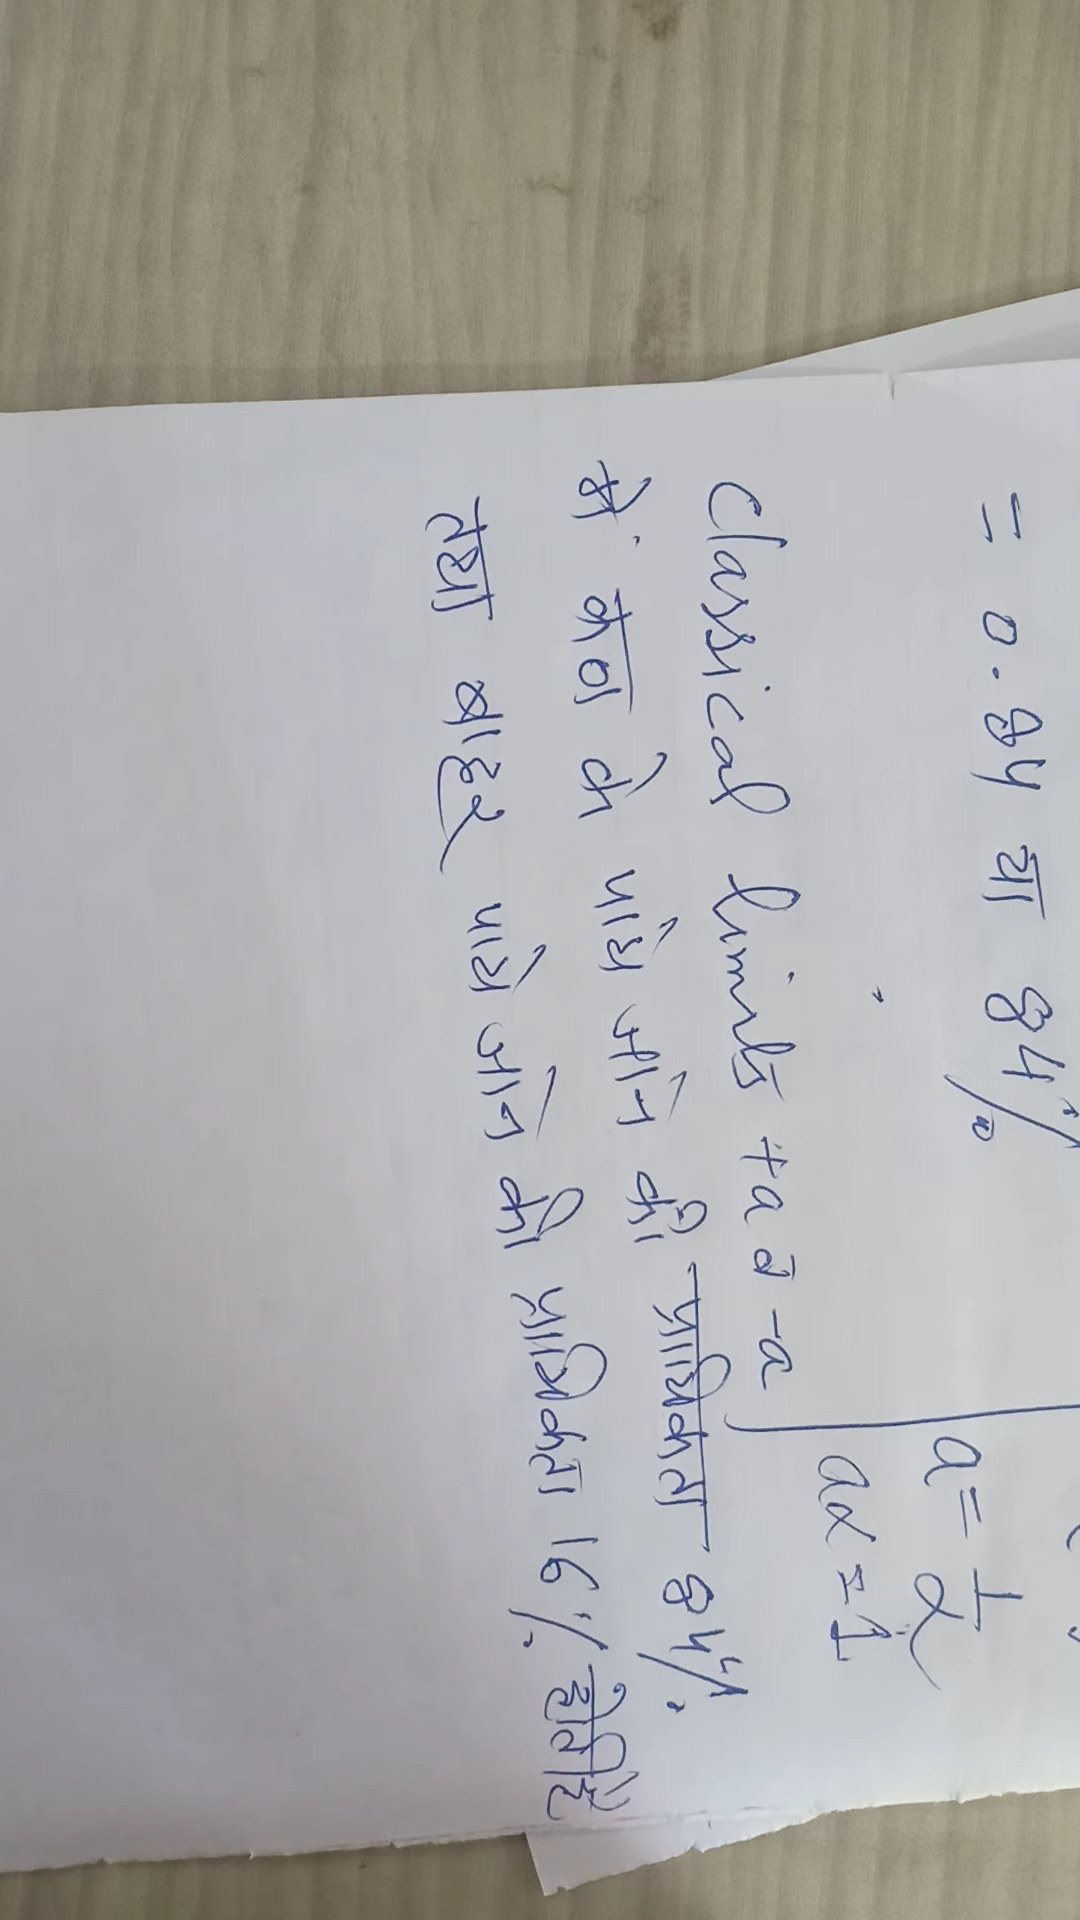 = 0.84 या 84%
a = 1/α
aα = 1
Classical limits +a व -a
में कण के पाये जाने की प्रायिकता 84%
तथा बाहर पाये जाने की प्रायिकता 16% होती है